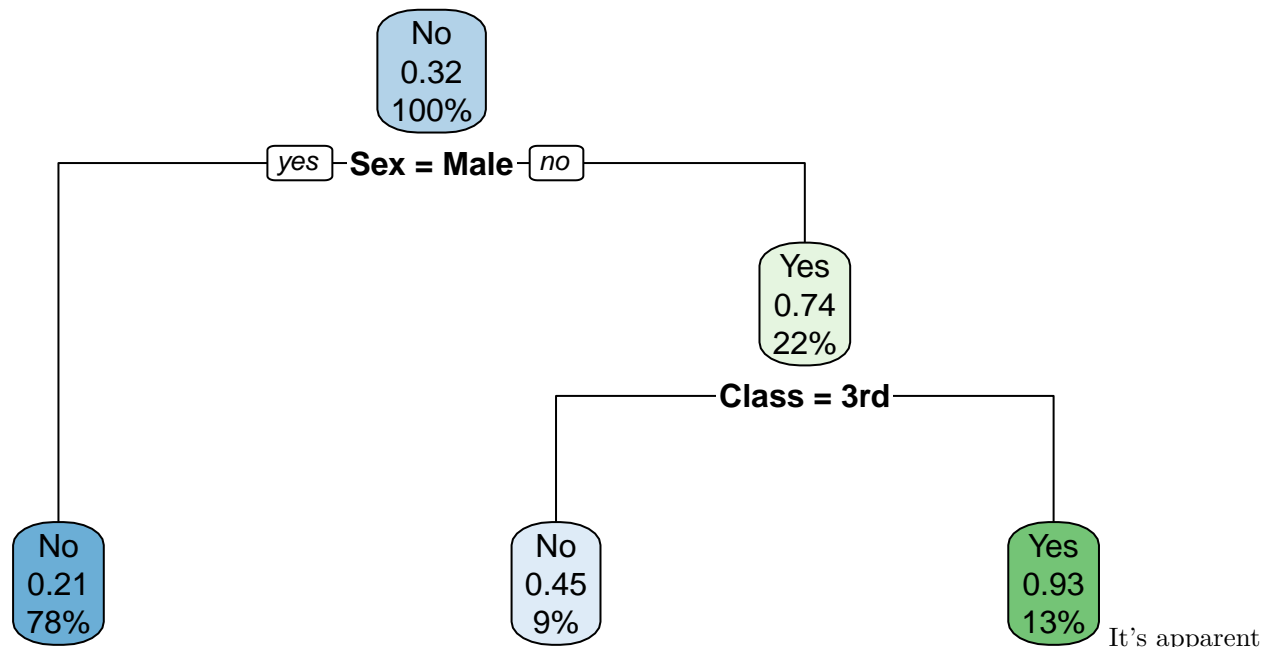 No
0.32
100%
yes Sex = Male no
Yes
0.74
22%
Class = 3rd
No
0.21
78%
No
0.45
9%
Yes
0.93
13%
It's apparent